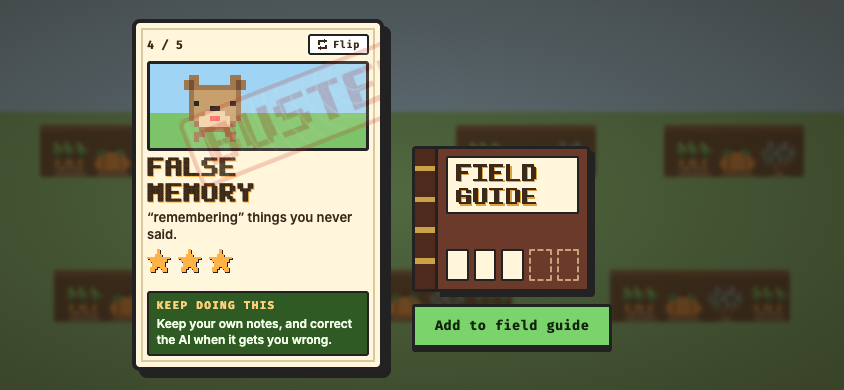 4 / 5
Flip
BUSTE
FALSE
MEMORY
“remembering” things you never
said.
KEEP DOING THIS
Keep your own notes, and correct
the AI when it gets you wrong.
FIELD
GUIDE
Add to field guide